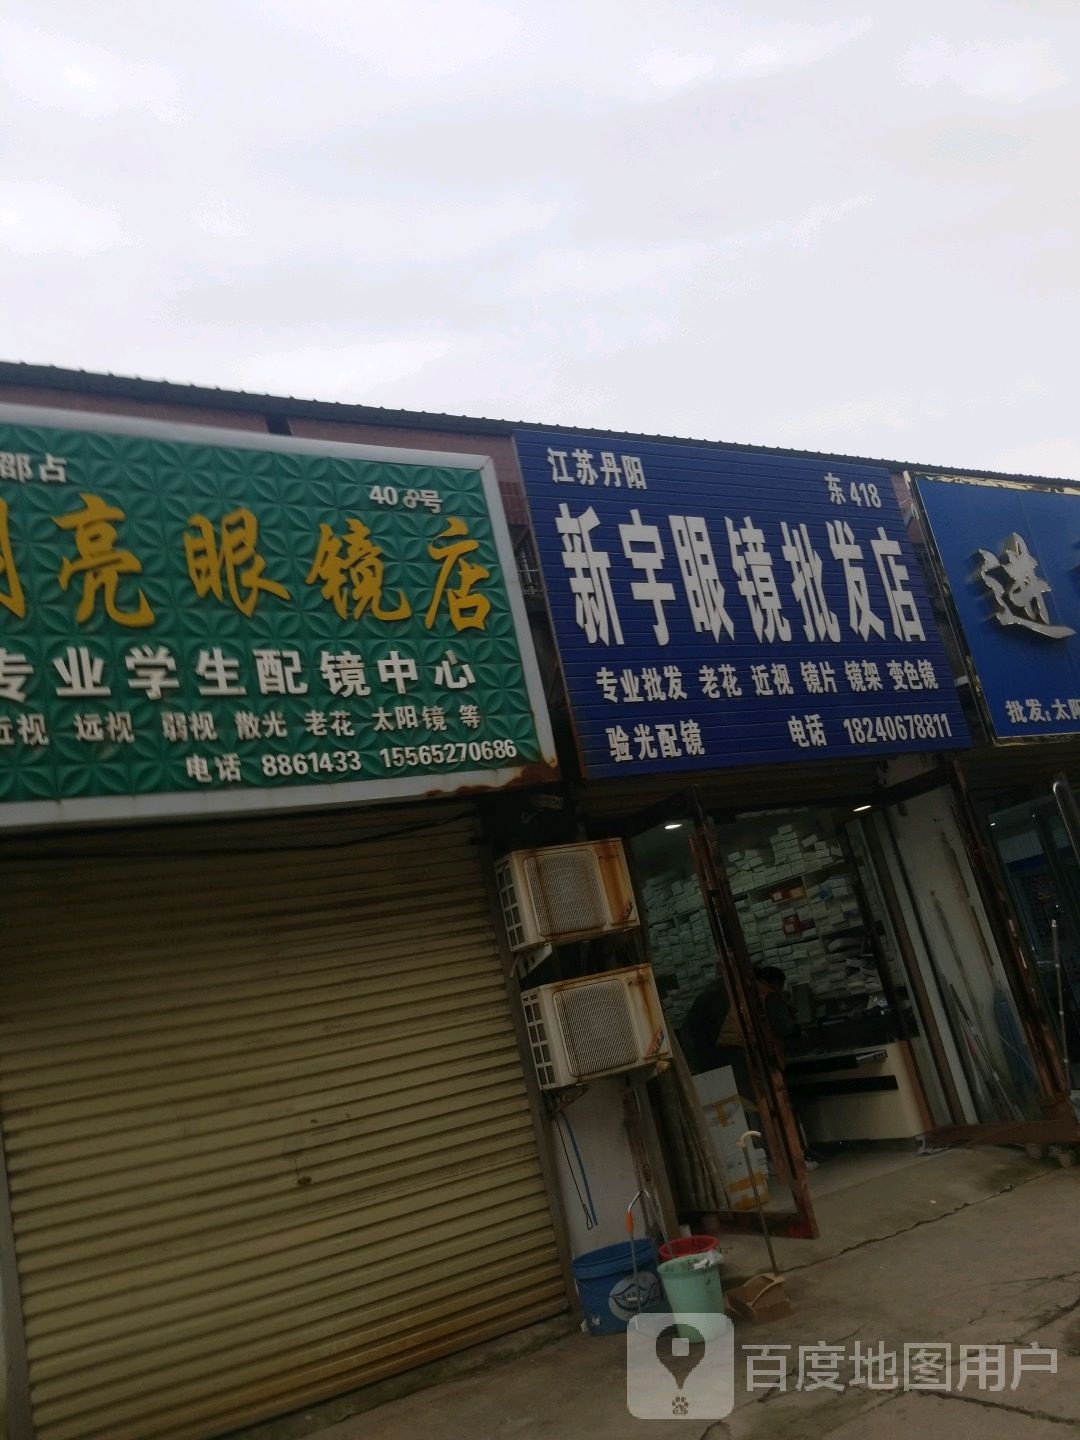 邵占
408号
明亮眼镜店
专业学生配镜中心
近视 远视 弱视 散光 老花 太阳镜 等
电话 8861433 15565270686
江苏丹阳
东418
新宇眼镜批发店
专业批发 老花 近视 镜片 镜架 变色镜
验光配镜 电话 18240678811
进
批发:太阳
百度地图用户